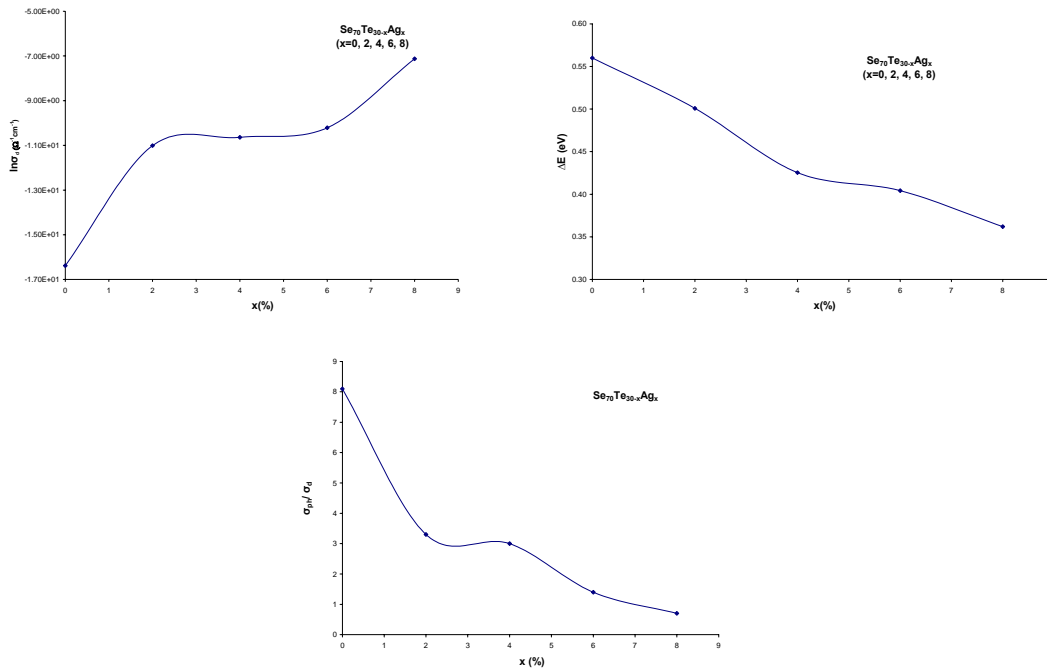 -5.00E+00
Se₇₀Te₃₀₋ₓAgₓ
(x=0, 2, 4, 6, 8)
-7.00E+00
-9.00E+00
-1.10E+01
-1.30E+01
-1.50E+01
-1.70E+01
0 1 2 3 4 5 6 7 8 9
x(%)
0.60
Se₇₀Te₃₀₋ₓAgₓ
(x=0, 2, 4, 6, 8)
0.55
0.50
0.45
0.40
0.35
0.30
ΔE (eV)
0 1 2 3 4 5 6 7 8
x(%)
9
Se₇₀Te₃₀₋ₓAgₓ
8
7
6
5
4
3
2
1
0
σₚₕ/ σd
0 1 2 3 4 5 6 7 8 9
x (%)